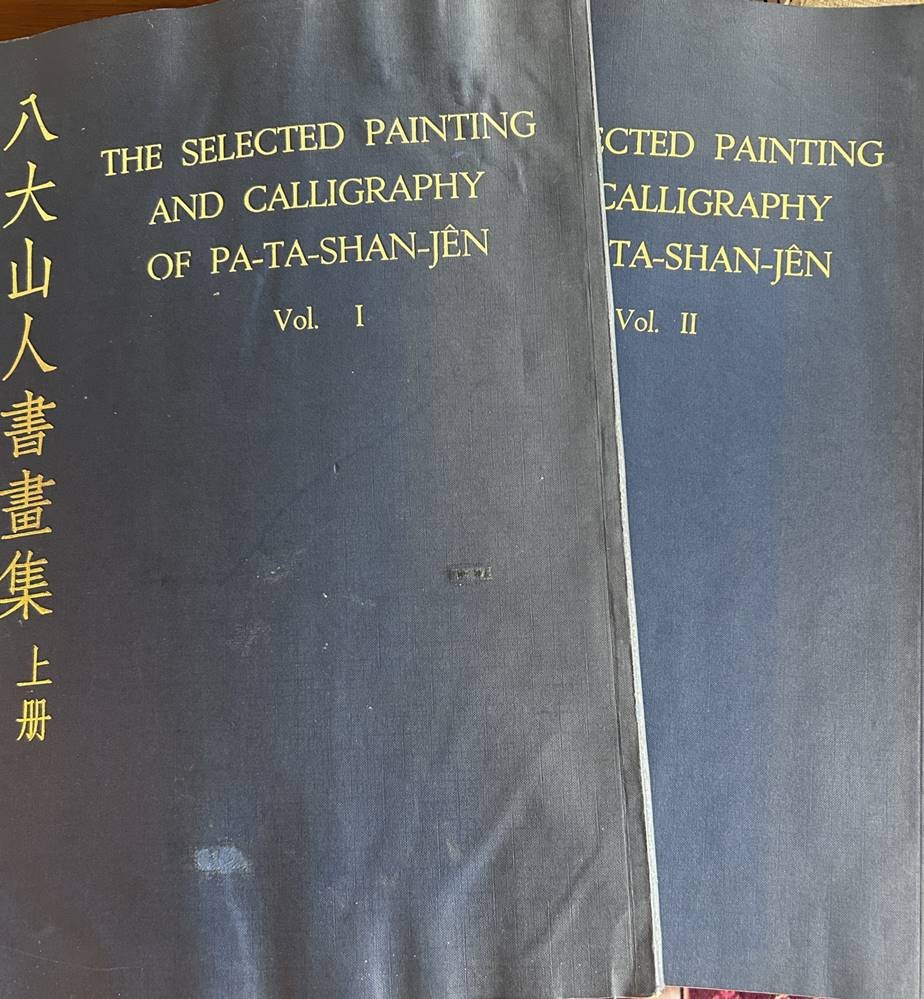 八大山人書畫集 上册
THE SELECTED PAINTING
AND CALLIGRAPHY
OF PA-TA-SHAN-JÊN
Vol. I
CTED PAINTING
CALLIGRAPHY
TA-SHAN-JÊN
Vol. II